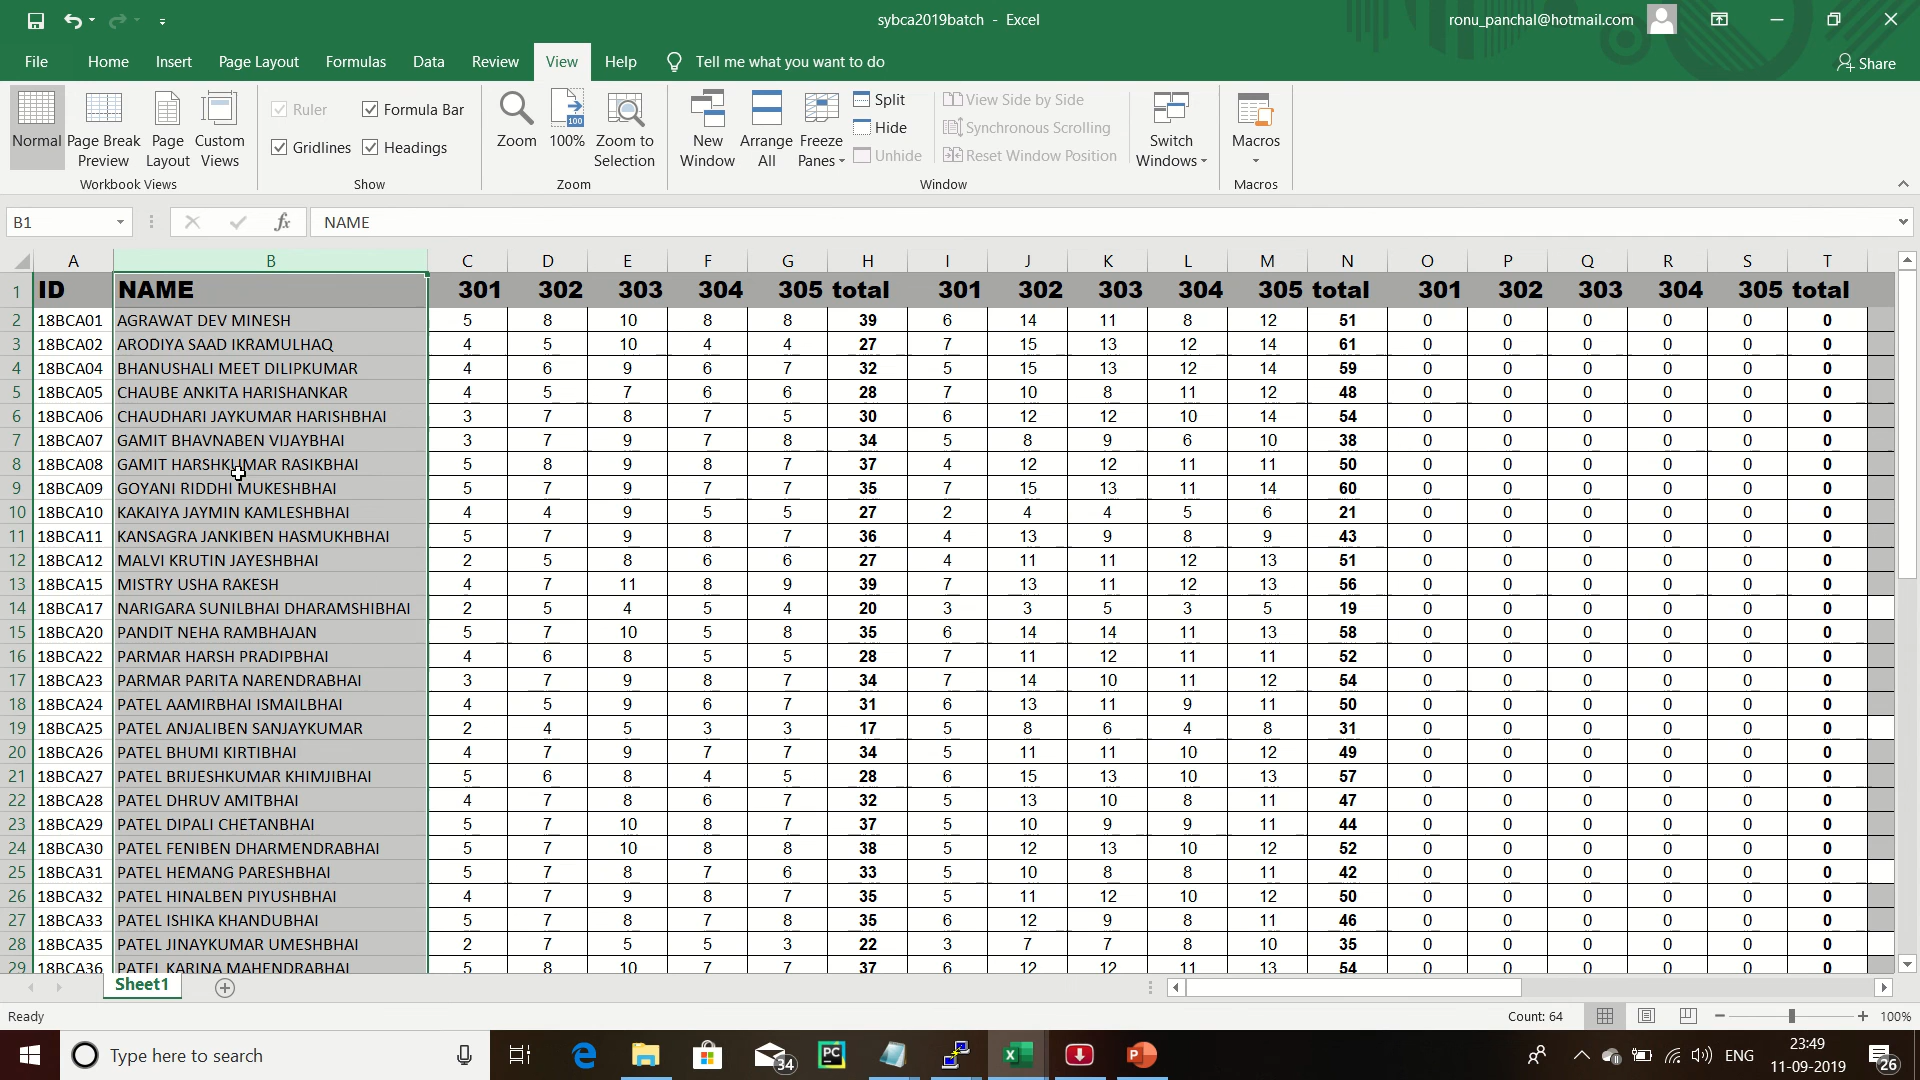 sybca2019batch - Excel
ronu_panchal@hotmail.com
File Home Insert Page Layout Formulas Data Review View Help Tell me what you want to do Share
Normal Page Break Preview Page Layout Custom Views
Workbook Views
Ruler Formula Bar
Gridlines Headings
Show
Zoom 100% Zoom to Selection
100
Zoom
New Window Arrange All Freeze Panes
Split
Hide
Unhide
View Side by Side
Synchronous Scrolling
Reset Window Position
Window
Switch Windows
Macros
Macros
B1 fx NAME
A B C D E F G H I J K L M N O P Q R S T
1 ID NAME 301 302 303 304 305 total 301 302 303 304 305 total 301 302 303 304 305 total
2 18BCA01 AGRAWAT DEV MINESH 5 8 10 8 8 39 6 14 11 8 12 51 0 0 0 0 0 0
3 18BCA02 ARODIYA SAAD IKRAMULHAQ 4 5 10 4 4 27 7 15 13 12 14 61 0 0 0 0 0 0
4 18BCA04 BHANUSHALI MEET DILIPKUMAR 4 6 9 6 7 32 5 15 13 12 14 59 0 0 0 0 0 0
5 18BCA05 CHAUBE ANKITA HARISHANKAR 4 5 7 6 6 28 7 10 8 11 12 48 0 0 0 0 0 0
6 18BCA06 CHAUDHARI JAYKUMAR HARISHBHAI 3 7 8 7 5 30 6 12 12 10 14 54 0 0 0 0 0 0
7 18BCA07 GAMIT BHAVNABEN VIJAYBHAI 3 7 9 7 8 34 5 8 9 6 10 38 0 0 0 0 0 0
8 18BCA08 GAMIT HARSHKUMAR RASIKBHAI 5 8 9 8 7 37 4 12 12 11 11 50 0 0 0 0 0 0
9 18BCA09 GOYANI RIDDHI MUKESHBHAI 5 7 9 7 7 35 7 15 13 11 14 60 0 0 0 0 0 0
10 18BCA10 KAKAIYA JAYMIN KAMLESHBHAI 4 4 9 5 5 27 2 4 4 5 6 21 0 0 0 0 0 0
11 18BCA11 KANSAGRA JANKIBEN HASMUKHBHAI 5 7 9 8 7 36 4 13 9 8 9 43 0 0 0 0 0 0
12 18BCA12 MALVI KRUTIN JAYESHBHAI 2 5 8 6 6 27 4 11 11 12 13 51 0 0 0 0 0 0
13 18BCA15 MISTRY USHA RAKESH 4 7 11 8 9 39 7 13 11 12 13 56 0 0 0 0 0 0
14 18BCA17 NARIGARA SUNILBHAI DHARAMSHIBHAI 2 5 4 5 4 20 3 3 5 3 5 19 0 0 0 0 0 0
15 18BCA20 PANDIT NEHA RAMBHAJAN 5 7 10 5 8 35 6 14 14 11 13 58 0 0 0 0 0 0
16 18BCA22 PARMAR HARSH PRADIPBHAI 4 6 8 5 5 28 7 11 12 11 11 52 0 0 0 0 0 0
17 18BCA23 PARMAR PARITA NARENDRABHAI 3 7 9 8 7 34 7 14 10 11 12 54 0 0 0 0 0 0
18 18BCA24 PATEL AAMIRBHAI ISMAILBHAI 4 5 9 6 7 31 6 13 11 9 11 50 0 0 0 0 0 0
19 18BCA25 PATEL ANJALIBEN SANJAYKUMAR 2 4 5 3 3 17 5 8 6 4 8 31 0 0 0 0 0 0
20 18BCA26 PATEL BHUMI KIRTIBHAI 4 7 9 7 7 34 5 11 11 10 12 49 0 0 0 0 0 0
21 18BCA27 PATEL BRIJESHKUMAR KHIMJIBHAI 5 6 8 4 5 28 6 15 13 10 13 57 0 0 0 0 0 0
22 18BCA28 PATEL DHRUV AMITBHAI 4 7 8 6 7 32 5 13 10 8 11 47 0 0 0 0 0 0
23 18BCA29 PATEL DIPALI CHETANBHAI 5 7 10 8 7 37 5 10 9 9 11 44 0 0 0 0 0 0
24 18BCA30 PATEL FENIBEN DHARMENDRABHAI 5 7 10 8 8 38 5 12 13 10 12 52 0 0 0 0 0 0
25 18BCA31 PATEL HEMANG PARESHBHAI 5 7 8 7 6 33 5 10 8 8 11 42 0 0 0 0 0 0
26 18BCA32 PATEL HINALBEN PIYUSHBHAI 4 7 9 8 7 35 5 11 12 10 12 50 0 0 0 0 0 0
27 18BCA33 PATEL ISHIKA KHANDUBHAI 5 7 8 7 8 35 6 12 9 8 11 46 0 0 0 0 0 0
28 18BCA35 PATEL JINAYKUMAR UMESHBHAI 2 7 5 5 3 22 3 7 7 8 10 35 0 0 0 0 0 0
29 18BCA36 PATEL KARINA MAHENDRABHAI 5 8 10 7 7 37 6 12 12 11 13 54 0 0 0 0 0 0
Sheet1
Ready Count: 64 100%
Type here to search 34 PC ENG 23:49
11-09-2019
26